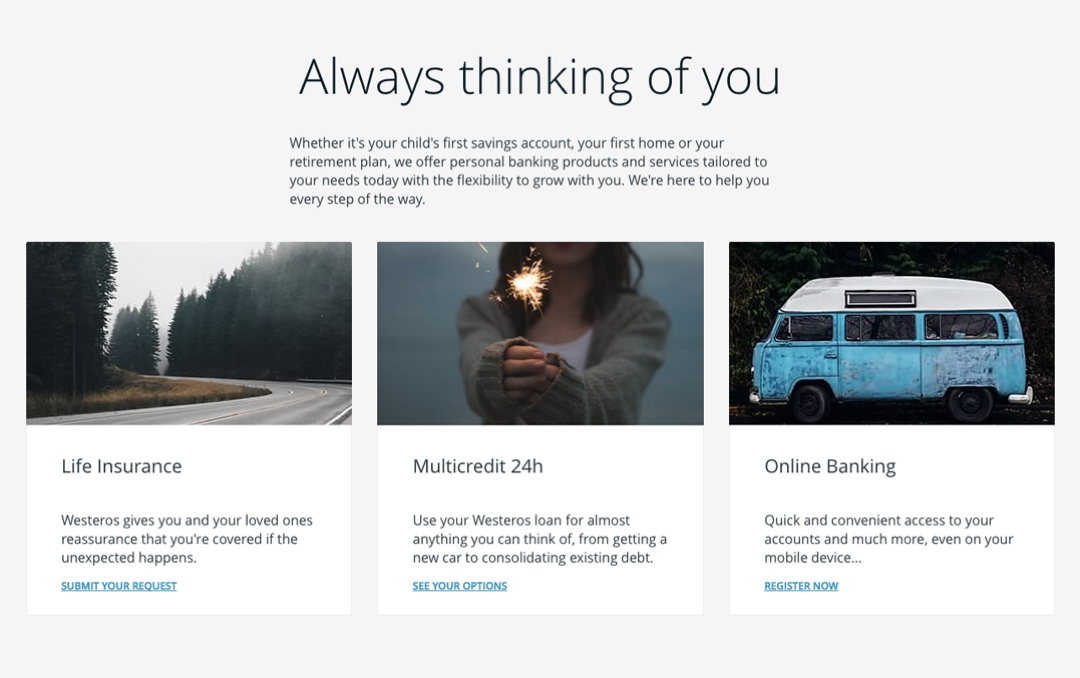 Always thinking of you
Whether it's your child's first savings account, your first home or your
retirement plan, we offer personal banking products and services tailored to
your needs today with the flexibility to grow with you. We're here to help you
every step of the way.
Life Insurance
Westeros gives you and your loved ones
reassurance that you're covered if the
unexpected happens.
SUBMIT YOUR REQUEST
Multicredit 24h
Use your Westeros loan for almost
anything you can think of, from getting a
new car to consolidating existing debt.
SEE YOUR OPTIONS
Online Banking
Quick and convenient access to your
accounts and much more, even on your
mobile device...
REGISTER NOW